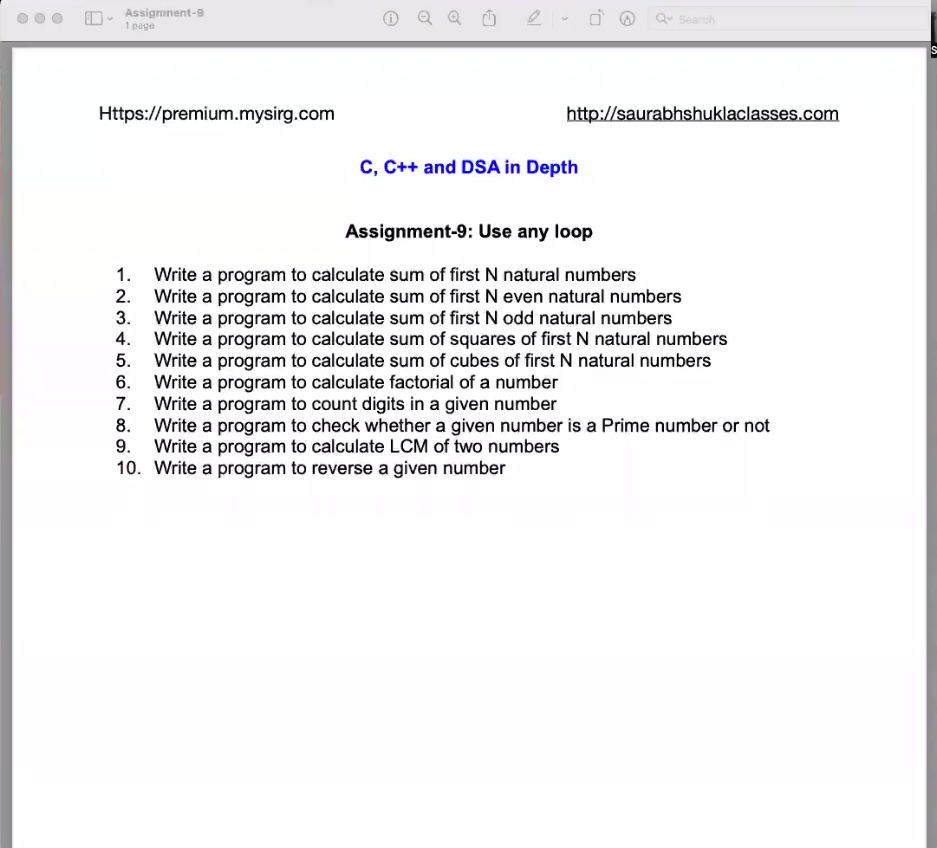 Assignment-9
1 page
Search
S
Https://premium.mysirg.com
http://saurabhshuklaclasses.com
C, C++ and DSA in Depth
Assignment-9: Use any loop
1. Write a program to calculate sum of first N natural numbers
2. Write a program to calculate sum of first N even natural numbers
3. Write a program to calculate sum of first N odd natural numbers
4. Write a program to calculate sum of squares of first N natural numbers
5. Write a program to calculate sum of cubes of first N natural numbers
6. Write a program to calculate factorial of a number
7. Write a program to count digits in a given number
8. Write a program to check whether a given number is a Prime number or not
9. Write a program to calculate LCM of two numbers
10. Write a program to reverse a given number